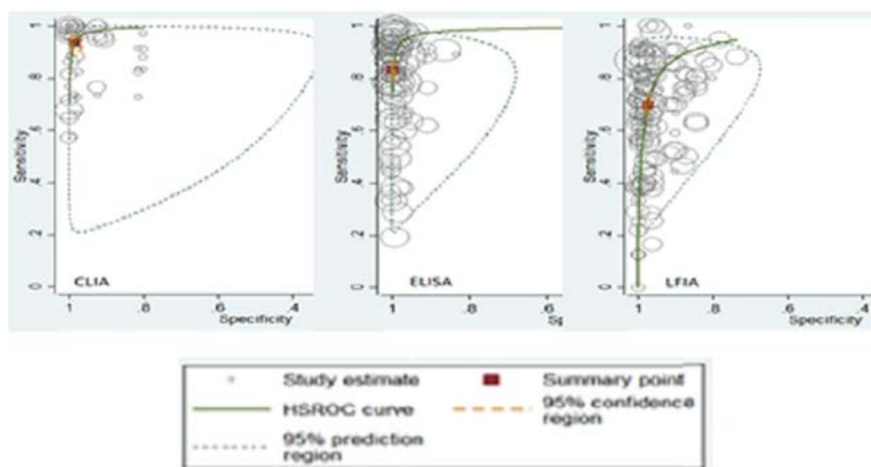 Sensitivity
0 .2 .4 .6 .8 1
CLIA
1 .8 .6 .4
Specificity
Sensitivity
0 .2 .4 .6 .8 1
ELISA
1 .8 .6
Sp
Sensitivity
0 .2 .4 .6 .8 1
LFIA
1 .8 .6 .4
Specificity
Study estimate
Summary point
HSROC curve
95% confidence
region
95% prediction
region